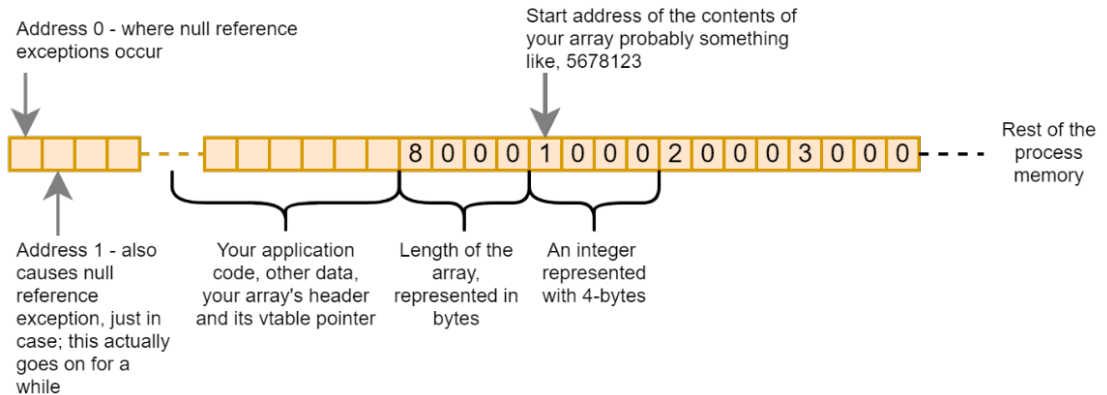 Address 0 - where null reference
exceptions occur
Start address of the contents of
your array probably something
like, 5678123
8 0 0 0 1 0 0 0 2 0 0 0 3 0 0 0
Rest of the
process
memory
Address 1 - also
causes null
reference
exception, just in
case; this actually
goes on for a
while
Your application
code, other data,
your array's header
and its vtable pointer
Length of the
array,
represented in
bytes
An integer
represented
with 4-bytes